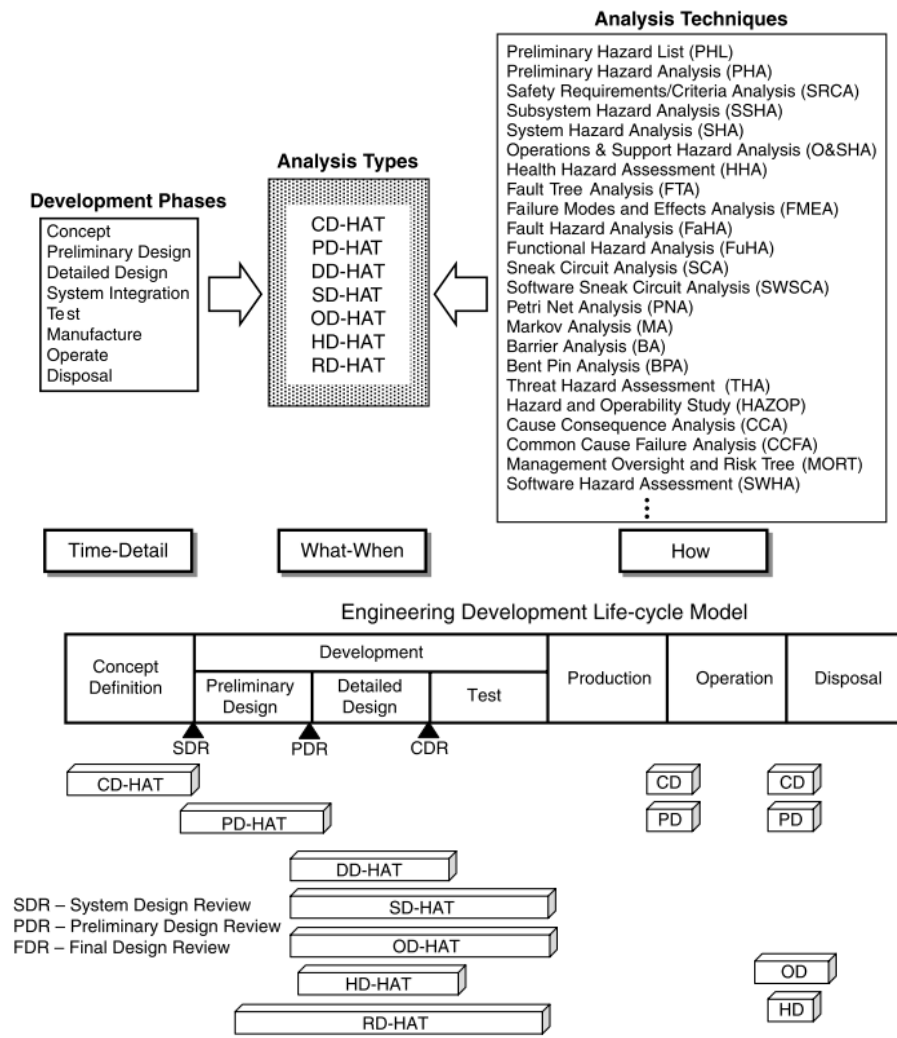 Analysis Techniques
Preliminary Hazard List (PHL)
Preliminary Hazard Analysis (PHA)
Safety Requirements/Criteria Analysis (SRCA)
Subsystem Hazard Analysis (SSHA)
System Hazard Analysis (SHA)
Operations & Support Hazard Analysis (O&SHA)
Health Hazard Assessment (HHA)
Fault Tree Analysis (FTA)
Failure Modes and Effects Analysis (FMEA)
Fault Hazard Analysis (FaHA)
Functional Hazard Analysis (FuHA)
Sneak Circuit Analysis (SCA)
Software Sneak Circuit Analysis (SWSCA)
Petri Net Analysis (PNA)
Markov Analysis (MA)
Barrier Analysis (BA)
Bent Pin Analysis (BPA)
Threat Hazard Assessment (THA)
Hazard and Operability Study (HAZOP)
Cause Consequence Analysis (CCA)
Common Cause Failure Analysis (CCFA)
Management Oversight and Risk Tree (MORT)
Software Hazard Assessment (SWHA)
Analysis Types
CD-HAT
PD-HAT
DD-HAT
SD-HAT
OD-HAT
HD-HAT
RD-HAT
Development Phases
Concept
Preliminary Design
Detailed Design
System Integration
Test
Manufacture
Operate
Disposal
Time-Detail
What-When
How
Engineering Development Life-cycle Model
Concept
Definition
Development
Preliminary
Design
Detailed
Design
Test
Production
Operation
Disposal
SDR
PDR
CDR
CD-HAT
CD
CD
PD-HAT
PD
PD
DD-HAT
SDR – System Design Review
SD-HAT
PDR – Preliminary Design Review
FDR – Final Design Review
OD-HAT
OD
HD-HAT
HD
RD-HAT